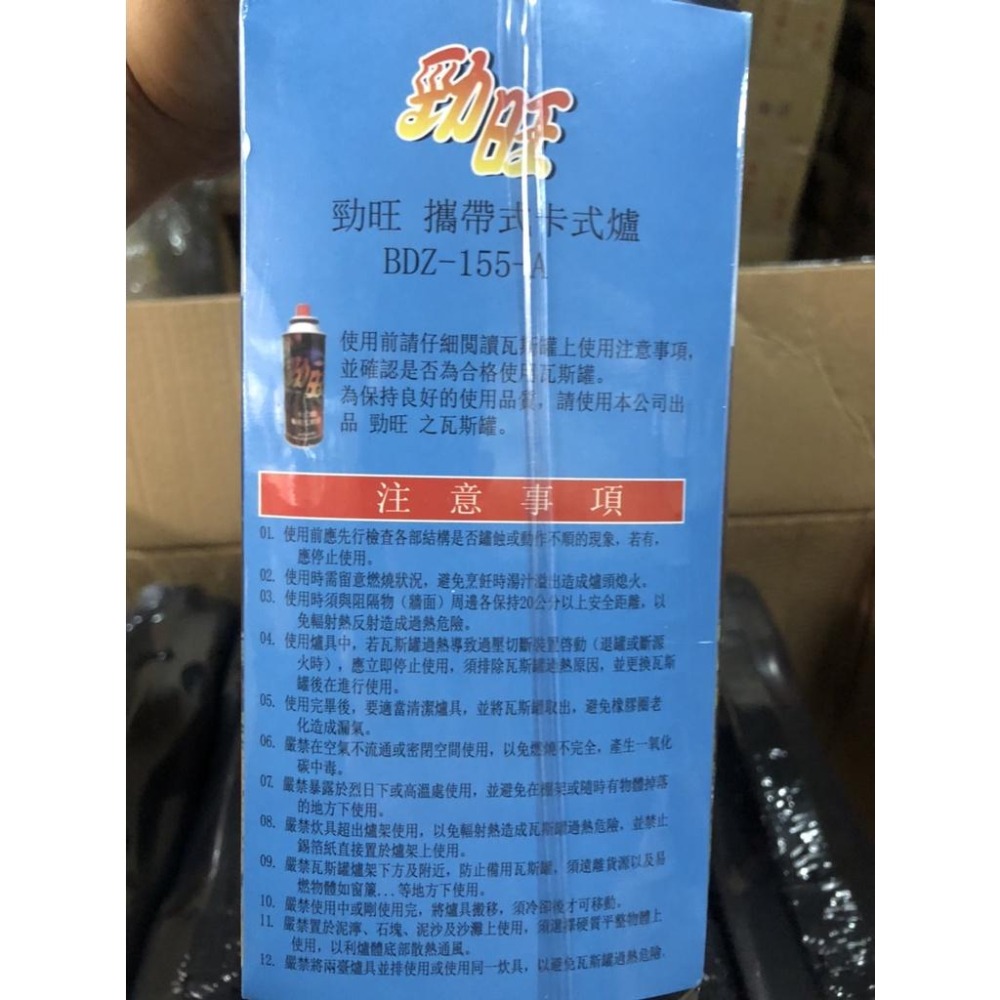 勁旺
勁旺 攜帶式卡式爐
BDZ-155-A
勁旺
使用前請仔細閱讀瓦斯罐上使用注意事項,
並確認是否為合格使用瓦斯罐。
為保持良好的使用品質, 請使用本公司出
品 勁旺 之瓦斯罐。
注意事項
01. 使用前應先行檢查各部結構是否鏽蝕或動作不順的現象, 若有,
應停止使用。
02. 使用時需留意燃燒狀況, 避免烹飪時湯汁溢出造成爐頭熄火。
03. 使用時須與阻隔物(牆面)周邊各保持20公分以上安全距離, 以
免輻射熱反射造成過熱危險。
04. 使用爐具中, 若瓦斯罐過熱導致過壓切斷裝置啓動(退罐或斷源
火時), 應立即停止使用, 須排除瓦斯罐過熱原因, 並更換瓦斯
罐後在進行使用。
05. 使用完畢後, 要適當清潔爐具, 並將瓦斯罐取出, 避免橡膠圈老
化造成漏氣。
06. 嚴禁在空氣不流通或密閉空間使用, 以免燃燒不完全, 產生一氧化
碳中毒。
07. 嚴禁暴露於烈日下或高溫處使用, 並避免在棚架或隨時有物體掉落
的地方下使用。
08. 嚴禁炊具超出爐架使用, 以免輻射熱造成瓦斯罐過熱危險, 並禁止
錫箔紙直接置於爐架上使用。
09. 嚴禁瓦斯罐爐架下方及附近, 防止備用瓦斯罐, 須遠離貨源以及易
燃物體如窗簾...等地方下使用。
10. 嚴禁使用中或剛使用完, 將爐具搬移, 須冷卻後才可移動。
11. 嚴禁置於泥濘、石塊、泥沙及沙灘上使用, 須選擇硬質平整物體上
使用, 以利爐體底部散熱通風。
12. 嚴禁將兩臺爐具並排使用或使用同一炊具, 以避免瓦斯罐過熱危險.